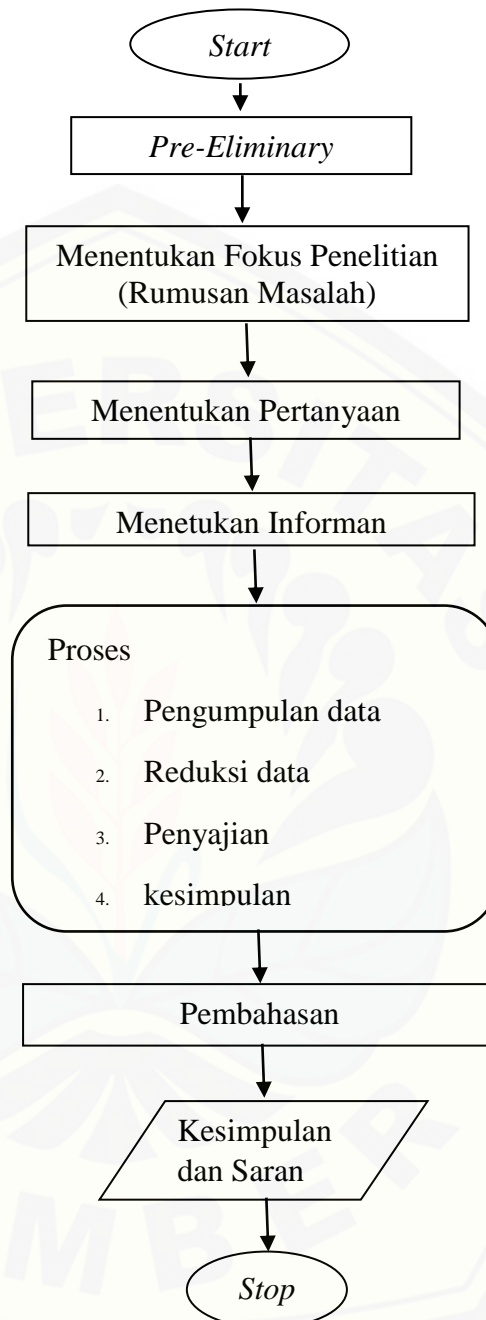 Start
Pre-Eliminary
Menentukan Fokus Penelitian
(Rumusan Masalah)
Menentukan Pertanyaan
Menetukan Informan
Proses
1. Pengumpulan data
2. Reduksi data
3. Penyajian
4. kesimpulan
Pembahasan
Kesimpulan
dan Saran
Stop